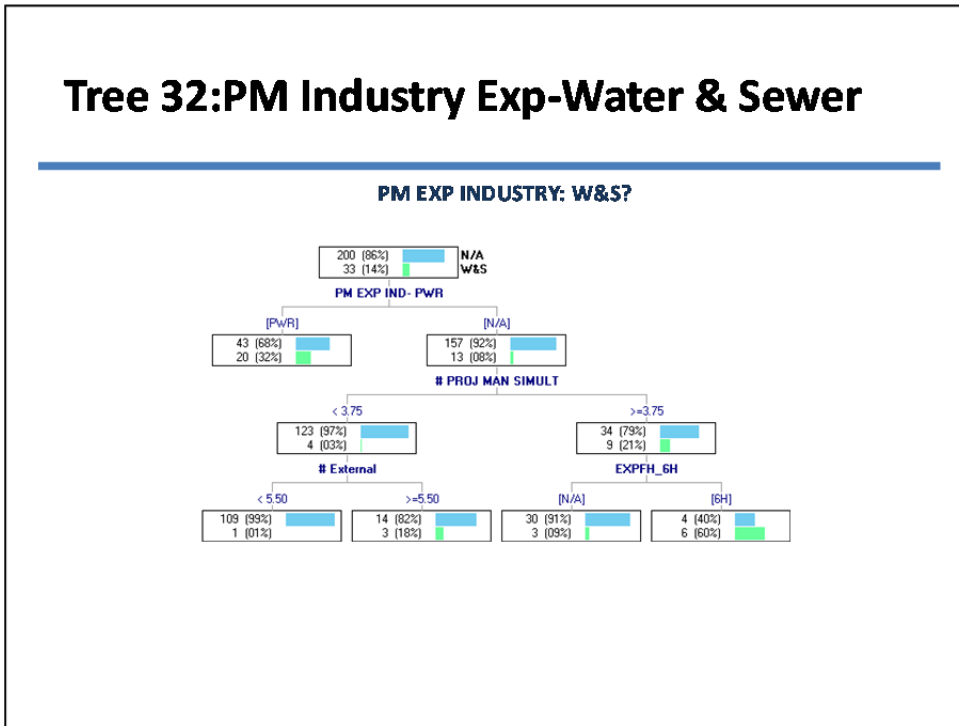 Tree 32:PM Industry Exp-Water & Sewer
PM EXP INDUSTRY: W&S?
200 (86%) N/A
33 (14%) W&S
PM EXP IND- PWR
[PWR] [N/A]
43 (68%) 157 (92%)
20 (32%) 13 (08%)
# PROJ MAN SIMULT
< 3.75 >=3.75
123 (97%) 34 (79%)
4 (03%) 9 (21%)
# External EXPFH_6H
< 5.50 >=5.50 [N/A] [6H]
109 (99%) 14 (82%) 30 (91%) 4 (40%)
1 (01%) 3 (18%) 3 (09%) 6 (60%)